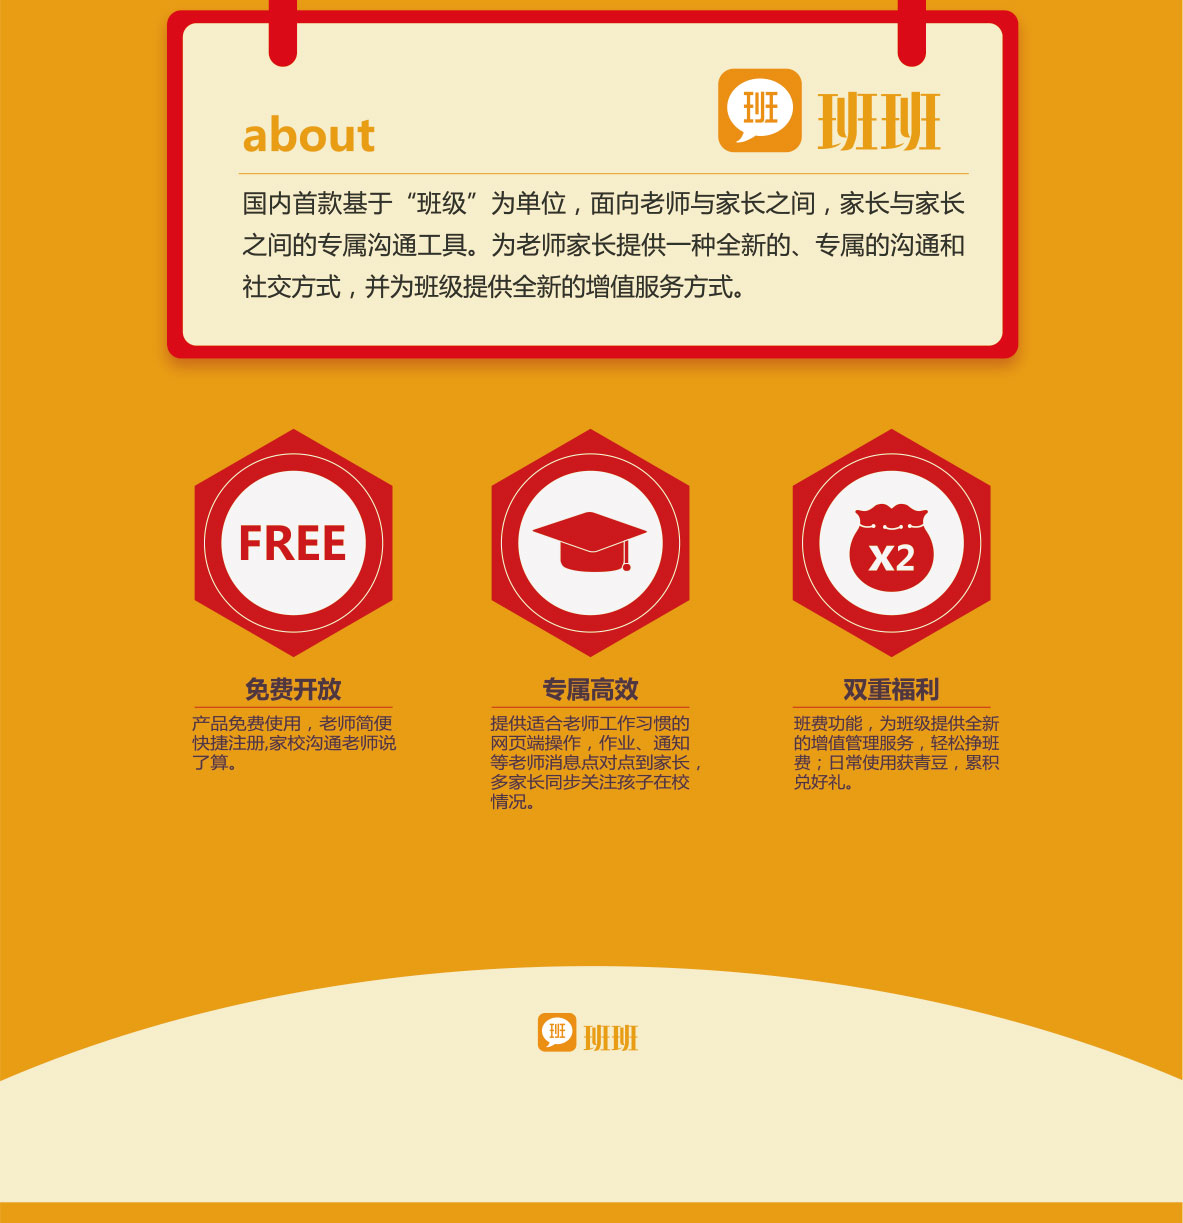 about
班 班班
国内首款基于“班级”为单位，面向老师与家长之间，家长与家长
之间的专属沟通工具。为老师家长提供一种全新的、专属的沟通和
社交方式，并为班级提供全新的增值服务方式。
FREE
x2
免费开放
产品免费使用，老师简便
快捷注册,家校沟通老师说
了算。
专属高效
提供适合老师工作习惯的
网页端操作，作业、通知
等老师消息点对点到家长，
多家长同步关注孩子在校
情况。
双重福利
班费功能，为班级提供全新
的增值管理服务，轻松挣班
费；日常使用获青豆，累积
兑好礼。
班 班班